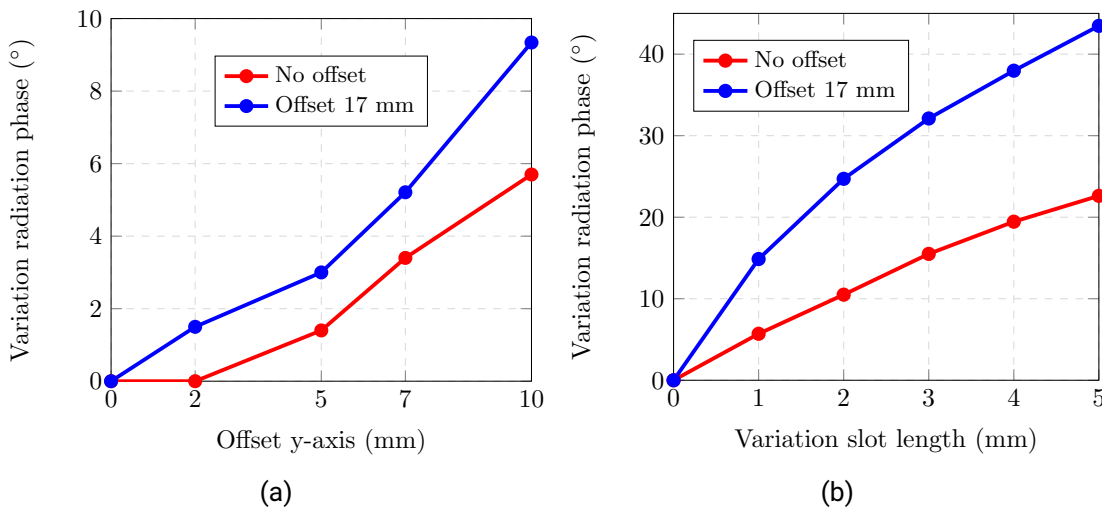 Variation radiation phase (°)
10
8
6
4
2
0
No offset
Offset 17 mm
0 2 5 7 10
Offset y-axis (mm)
(a)
Variation radiation phase (°)
40
30
20
10
0
No offset
Offset 17 mm
0 1 2 3 4 5
Variation slot length (mm)
(b)